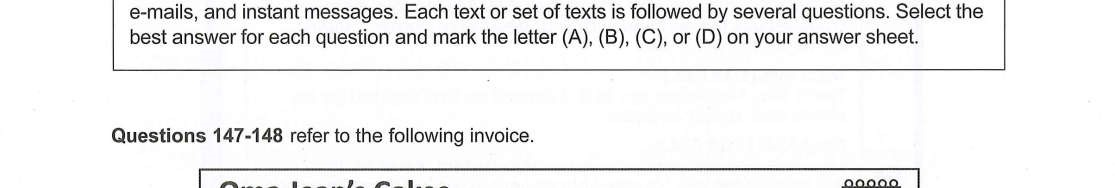 e-mails, and instant messages. Each text or set of texts is followed by several questions. Select the
best answer for each question and mark the letter (A), (B), (C), or (D) on your answer sheet.
Questions 147-148 refer to the following invoice.